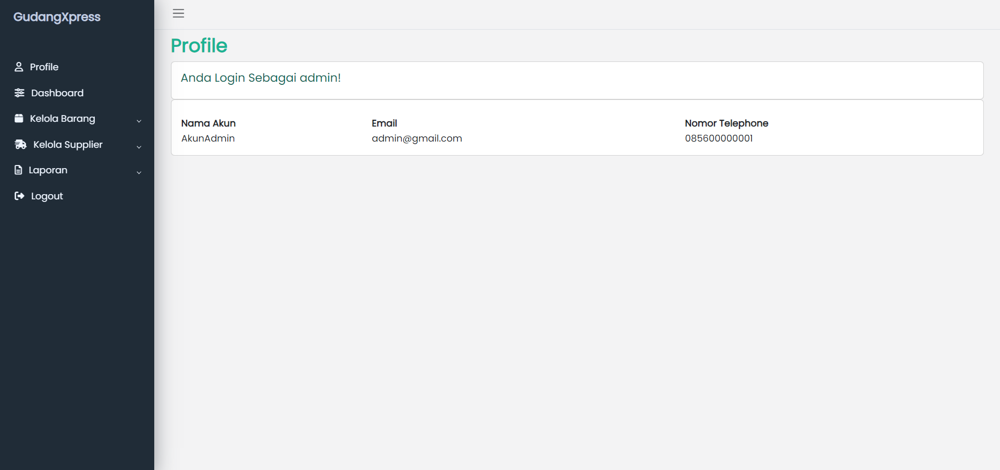 GudangXpress
Profile
Dashboard
Kelola Barang
Kelola Supplier
Laporan
Logout
Profile
Anda Login Sebagai admin!
Nama Akun
AkunAdmin
Email
admin@gmail.com
Nomor Telephone
085600000001